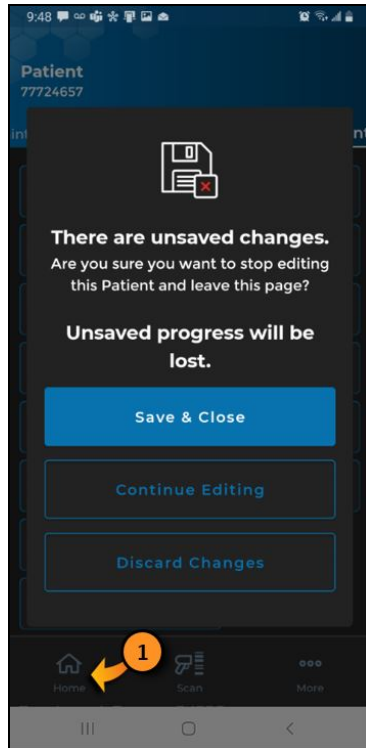 9:48
Patient
77724657
There are unsaved changes.
Are you sure you want to stop editing
this Patient and leave this page?
Unsaved progress will be
lost.
Save & Close
Continue Editing
Discard Changes
1
Home
Scan
More